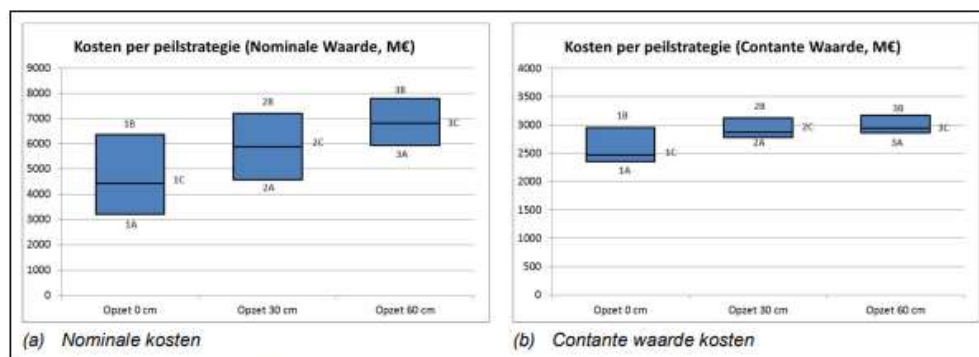 Kosten per peilstrategie (Nominale Waarde, M€)
9000
8000
7000
6000
5000
4000
3000
2000
1000
0
1B
1C
1A
2B
2C
2A
3B
3C
3A
Opzet 0 cm
Opzet 30 cm
Opzet 60 cm
(a) Nominale kosten
Kosten per peilstrategie (Contante Waarde, M€)
4000
3500
3000
2500
2000
1500
1000
500
0
1B
1C
1A
2B
2C
2A
3B
3C
3A
Opzet 0 cm
Opzet 30 cm
Opzet 60 cm
(b) Contante waarde kosten